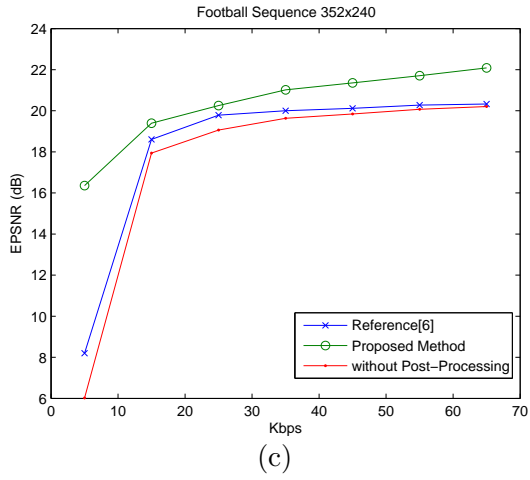 Football Sequence 352x240
EPSNR (dB)
24
22
20
18
16
14
12
10
8
6
0 10 20 30 40 50 60 70
Kbps
Reference[6]
Proposed Method
without Post−Processing
(c)